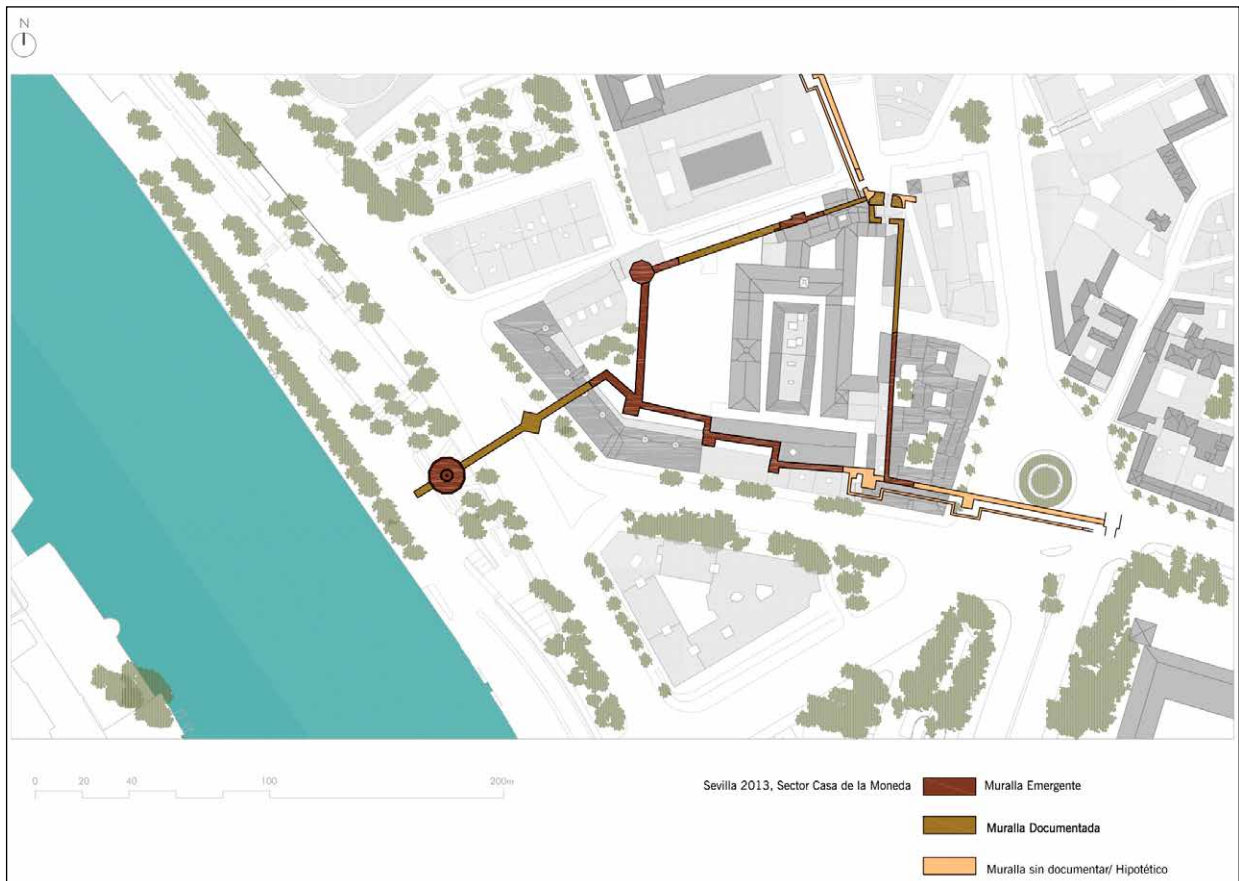 N
0 20 40 100 200m
Sevilla 2013, Sector Casa de la Moneda
Muralla Emergente
Muralla Documentada
Muralla sin documentar/ Hipotético